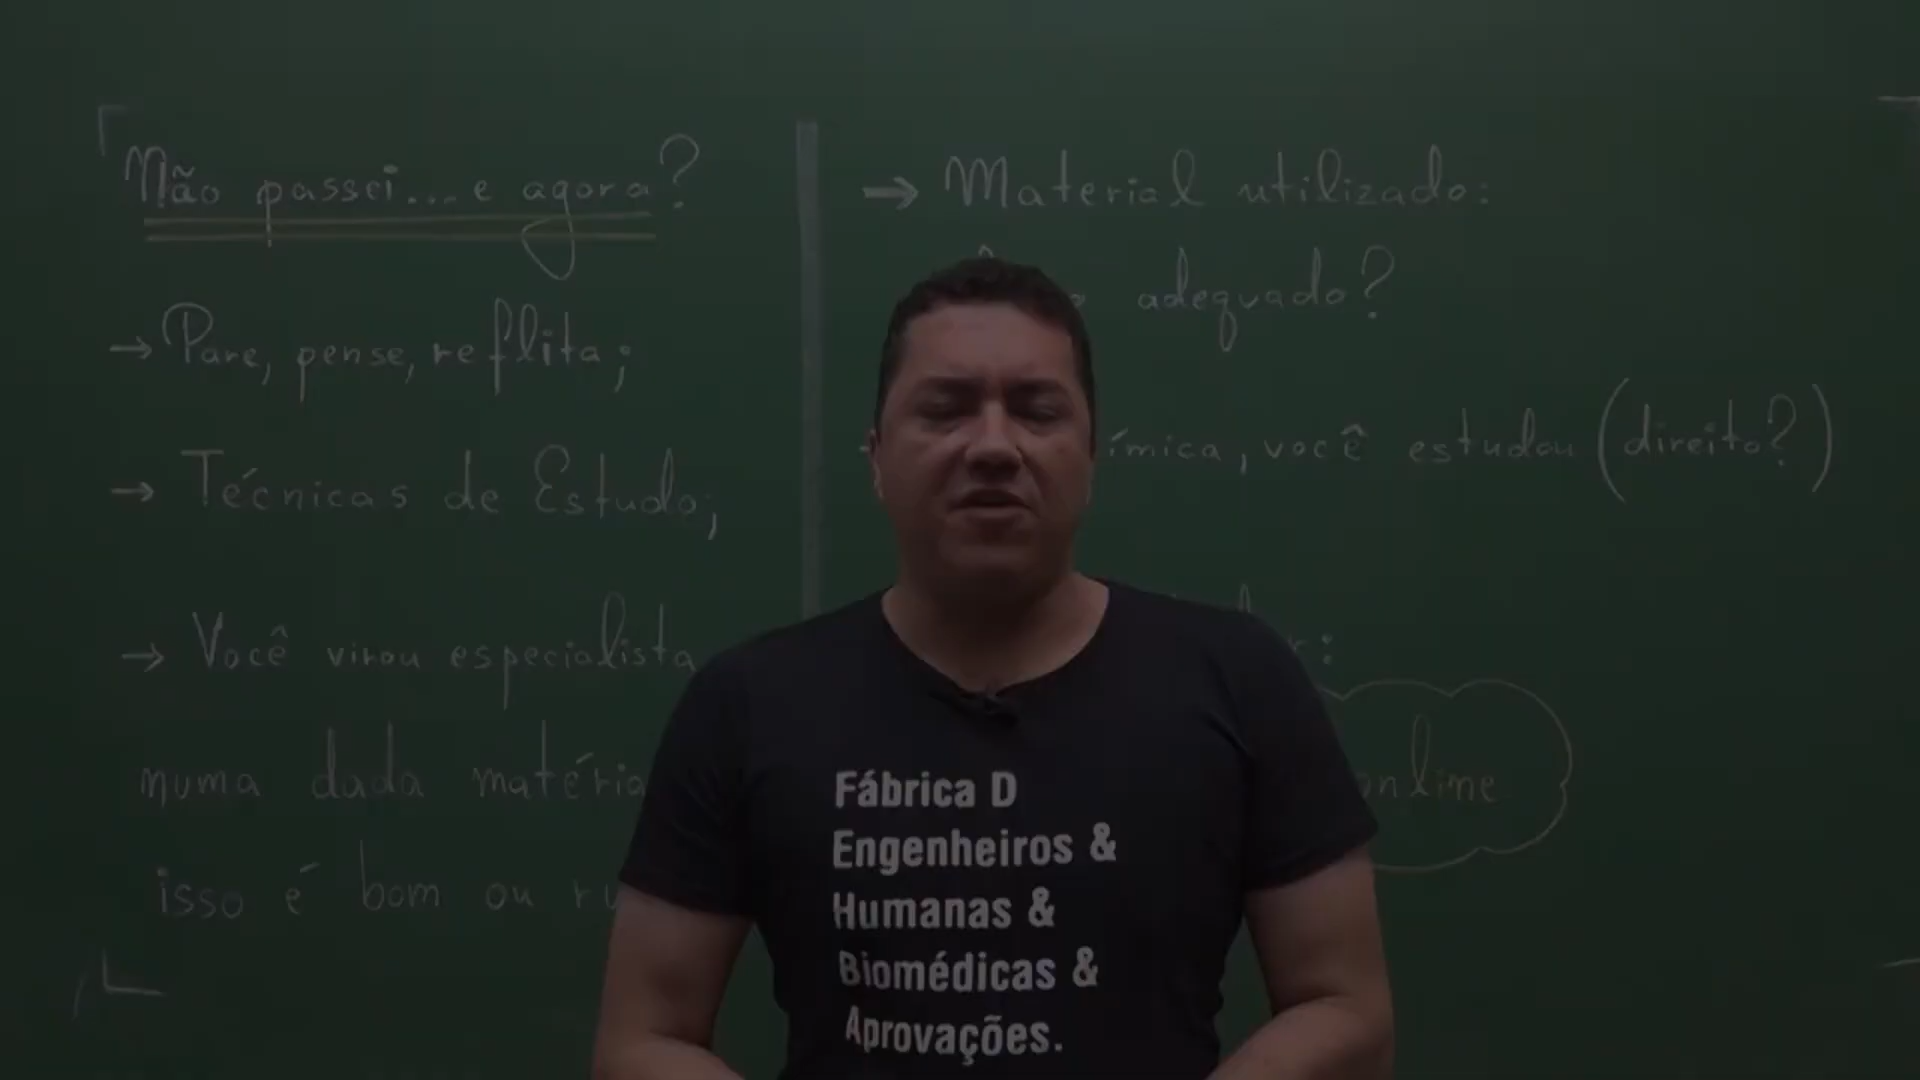 Não passei... e agora?
→ Pare, pense, reflita;
→ Técnicas de Estudo;
→ Você virou especialista
numa dada matéria
isso é bom ou
→ Material utilizado:
adequado?
você estudou (direito?)
online
Fábrica D
Engenheiros &
Humanas &
Biomédicas &
Aprovações.